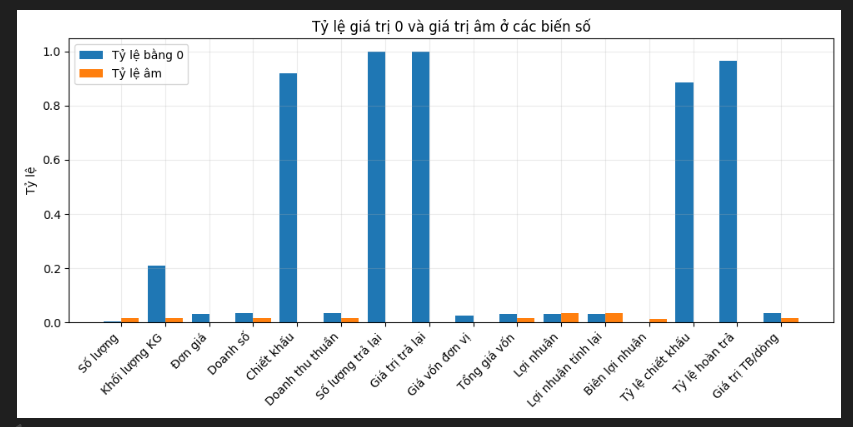 Tỷ lệ giá trị 0 và giá trị âm ở các biến số
Tỷ lệ bằng 0
Tỷ lệ âm
Tỷ lệ
1.0
0.8
0.6
0.4
0.2
0.0
Số lượng
Khối lượng KG
Đơn giá
Doanh số
Chiết khấu
Doanh thu thuần
Số lượng trả lại
Giá trị trả lại
Giá vốn đơn vị
Tổng giá vốn
Lợi nhuận
Lợi nhuận tính lại
Biên lợi nhuận
Tỷ lệ chiết khấu
Tỷ lệ hoàn trả
Giá trị TB/dòng